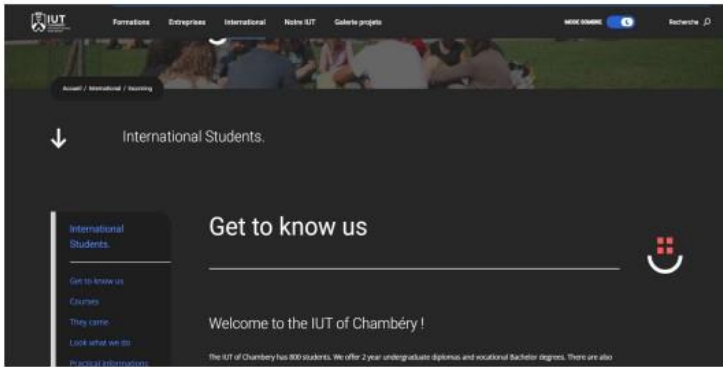 IUT
Formations
Entreprises
International
Notre IUT
Galerie projets
MODE SOMBRE
Recherche
Accueil / International / Incoming
International Students.
International
Students.
Get to know us
Courses
They came
Look what we do
Practical informations
Get to know us
Welcome to the IUT of Chambéry !
The IUT of Chambery has 800 students. We offer 2 year undergraduate diplomas and vocational Bachelor degrees. There are also